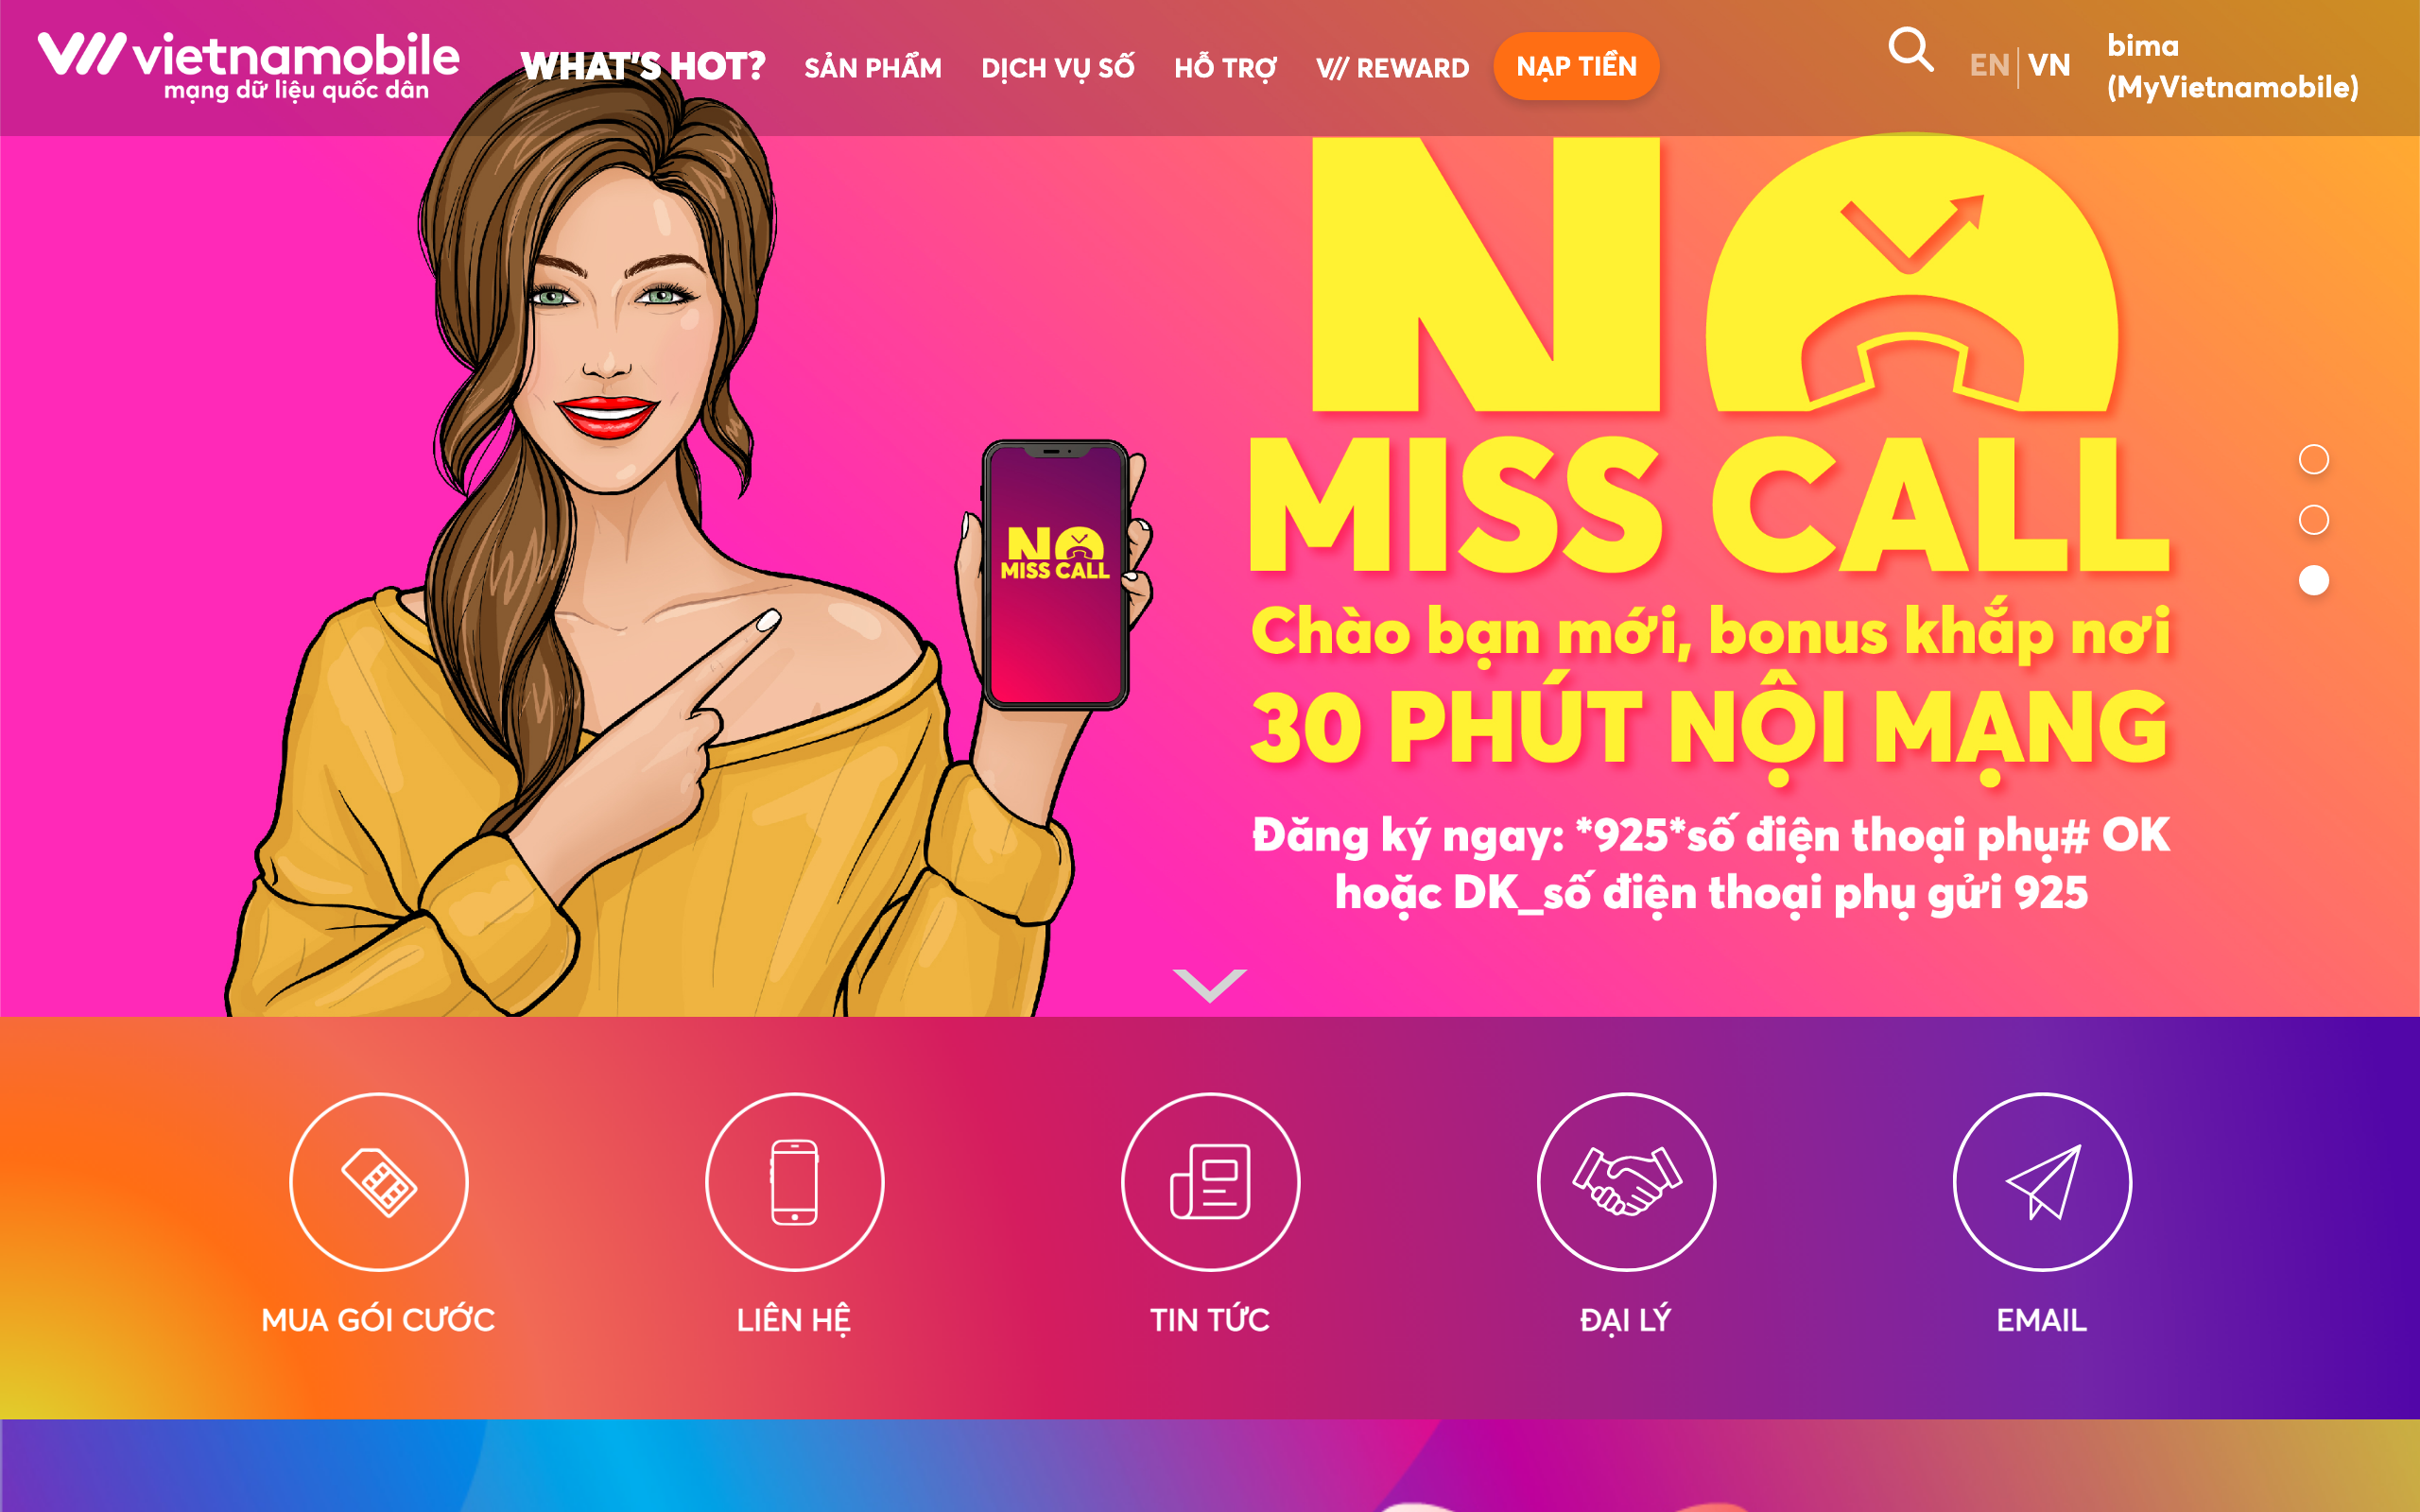 vietnamobile
mạng dữ liệu quốc dân
WHAT'S HOT?
SẢN PHẨM
DỊCH VỤ SỐ
HỖ TRỢ
REWARD
NẠP TIỀN
EN
VN
bima
(MyVietnamobile)
NO
MISS CALL
Chào bạn mới, bonus khắp nơi
30 PHÚT NỘI MẠNG
Đăng ký ngay: *925*số điện thoại phụ# OK
hoặc DK_số điện thoại phụ gửi 925
NO
MISS CALL
MUA GÓI CƯỚC
LIÊN HỆ
TIN TỨC
ĐẠI LÝ
EMAIL